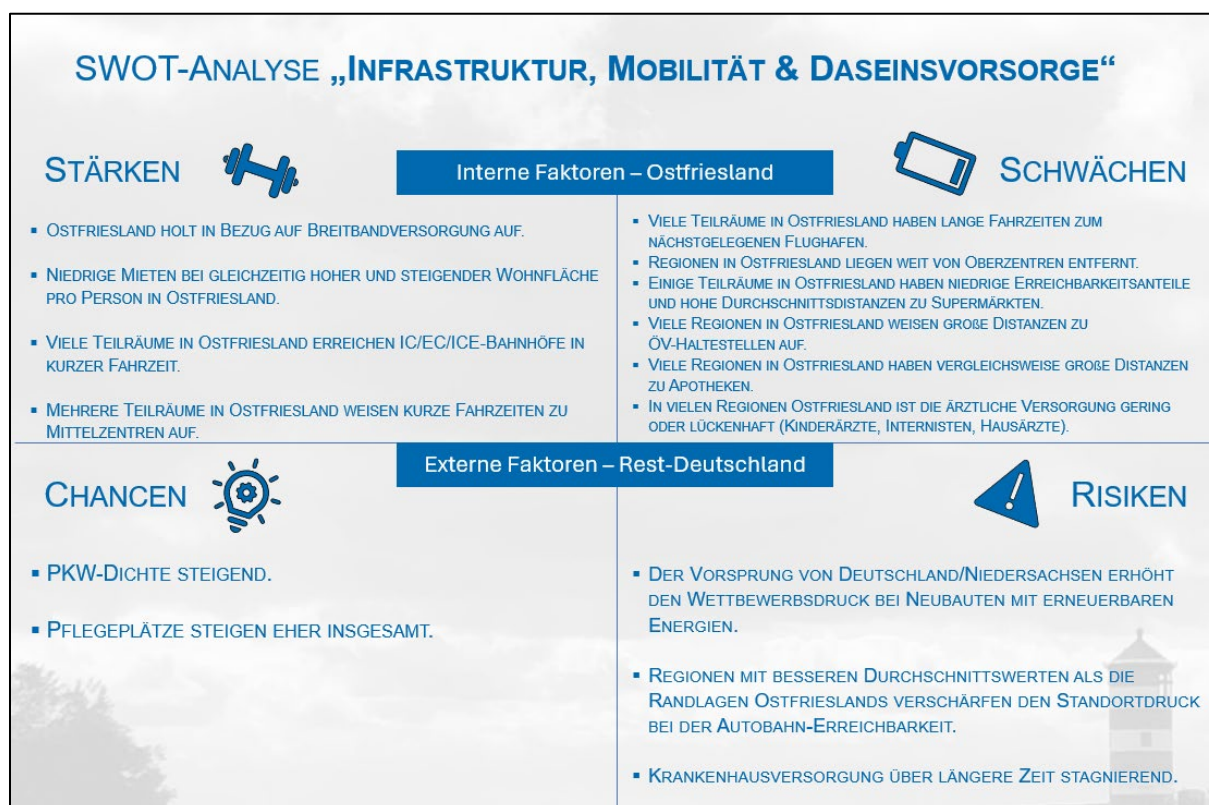 SWOT-ANALYSE „INFRASTRUKTUR, MOBILITÄT & DASEINSVORSORGE“
STÄRKEN
Interne Faktoren – Ostfriesland
SCHWÄCHEN
▪ OSTFRIESLAND HOLT IN BEZUG AUF BREITBANDVERSORGUNG AUF.
▪ NIEDRIGE MIETEN BEI GLEICHZEITIG HOHER UND STEIGENDER WOHNFLÄCHE
PRO PERSON IN OSTFRIESLAND.
▪ VIELE TEILRÄUME IN OSTFRIESLAND ERREICHEN IC/EC/ICE-BAHNHÖFE IN
KURZER FAHRZEIT.
▪ MEHRERE TEILRÄUME IN OSTFRIESLAND WEISEN KURZE FAHRZEITEN ZU
MITTELZENTREN AUF.
▪ VIELE TEILRÄUME IN OSTFRIESLAND HABEN LANGE FAHRZEITEN ZUM
NÄCHSTGELEGENEN FLUGHAFEN.
▪ REGIONEN IN OSTFRIESLAND LIEGEN WEIT VON OBERZENTREN ENTFERNT.
▪ EINIGE TEILRÄUME IN OSTFRIESLAND HABEN NIEDRIGE ERREICHBARKEITSANTEILE
UND HOHE DURCHSCHNITTSDISTANZEN ZU SUPERMÄRKTEN.
▪ VIELE REGIONEN IN OSTFRIESLAND WEISEN GROẞE DISTANZEN ZU
ÖV-HALTESTELLEN AUF.
▪ VIELE REGIONEN IN OSTFRIESLAND HABEN VERGLEICHSWEISE GROẞE DISTANZEN
ZU APOTHEKEN.
▪ IN VIELEN REGIONEN OSTFRIESLAND IST DIE ÄRZTLICHE VERSORGUNG GERING
ODER LÜCKENHAFT (KINDERÄRZTE, INTERNISTEN, HAUSÄRZTE).
Externe Faktoren – Rest-Deutschland
CHANCEN
RISIKEN
▪ PKW-DICHTE STEIGEND.
▪ PFLEGEPLÄTZE STEIGEN EHER INSGESAMT.
▪ DER VORSPRUNG VON DEUTSCHLAND/NIEDERSACHSEN ERHÖHT
DEN WETTBEWERBSDRUCK BEI NEUBAUTEN MIT ERNEUERBAREN
ENERGIEN.
▪ REGIONEN MIT BESSEREN DURCHSCHNITTSWERTEN ALS DIE
RANDLAGEN OSTFRIESLANDS VERSCHÄRFEN DEN STANDORTDRUCK
BEI DER AUTOBAHN-ERREICHBARKEIT.
▪ KRANKENHAUSVERSORGUNG ÜBER LÄNGERE ZEIT STAGNIEREND.